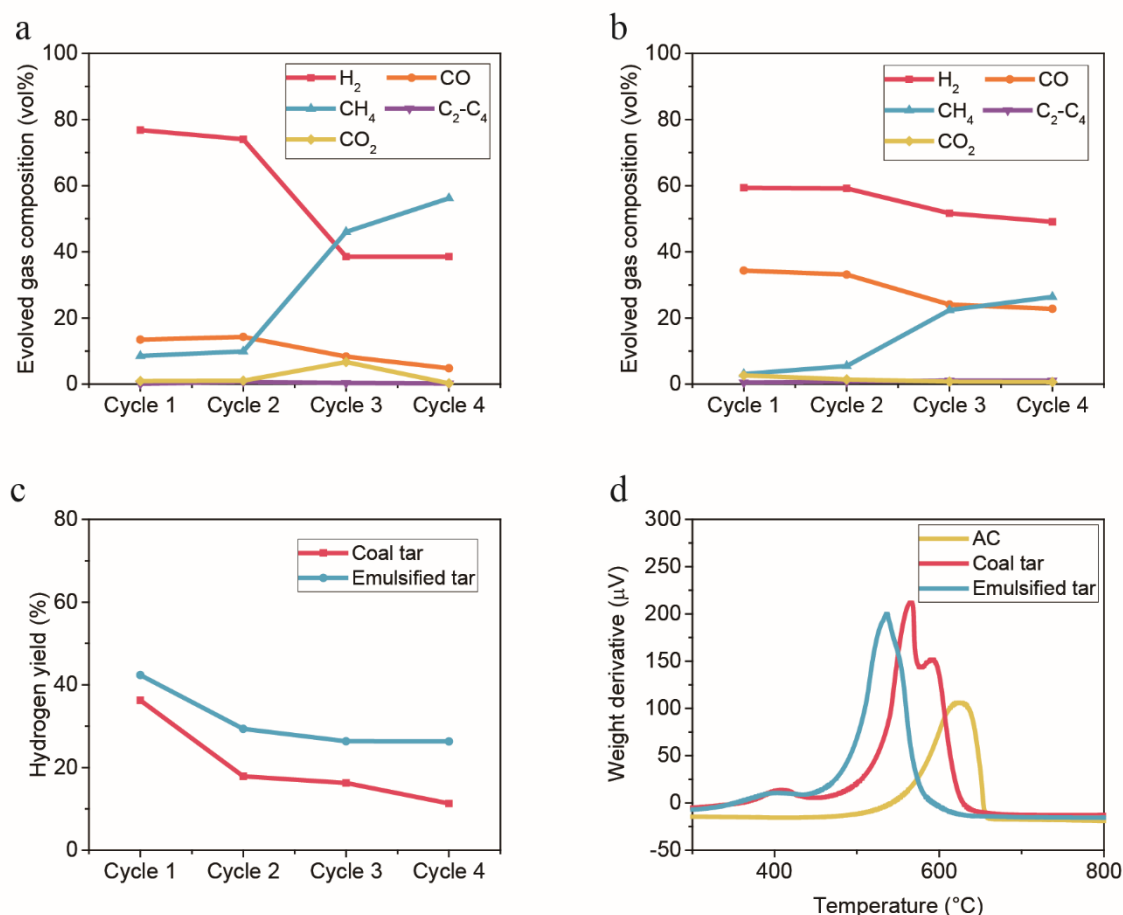 a
Evolved gas composition (vol%)
100
80
60
40
20
0
H₂
CO
CH₄
C₂-C₄
CO₂
Cycle 1 Cycle 2 Cycle 3 Cycle 4
b
Evolved gas composition (vol%)
100
80
60
40
20
0
H₂
CO
CH₄
C₂-C₄
CO₂
Cycle 1 Cycle 2 Cycle 3 Cycle 4
c
Hydrogen yield (%)
80
60
40
20
0
Coal tar
Emulsified tar
Cycle 1 Cycle 2 Cycle 3 Cycle 4
d
Weight derivative (μV)
300
250
200
150
100
50
0
-50
AC
Coal tar
Emulsified tar
400 600 800
Temperature (°C)